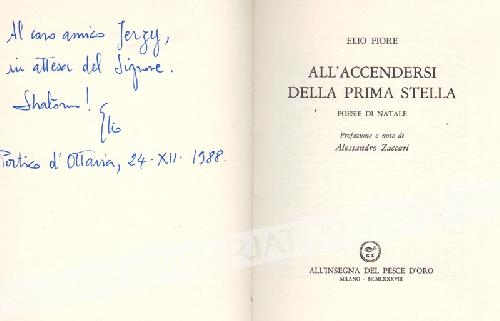 Al caro amico Jerzy,
in attesa del Signore.
Shalom!
Elio
Portico d'Ottavia, 24·XII·1988.
ELIO FIORE
ALL'ACCENDERSI
DELLA PRIMA STELLA
POESIE DI NATALE
Prefazione e note di
Alessandro Zaccuri
ALL'INSEGNA DEL PESCE D'ORO
MILANO - MCMLXXXVIII